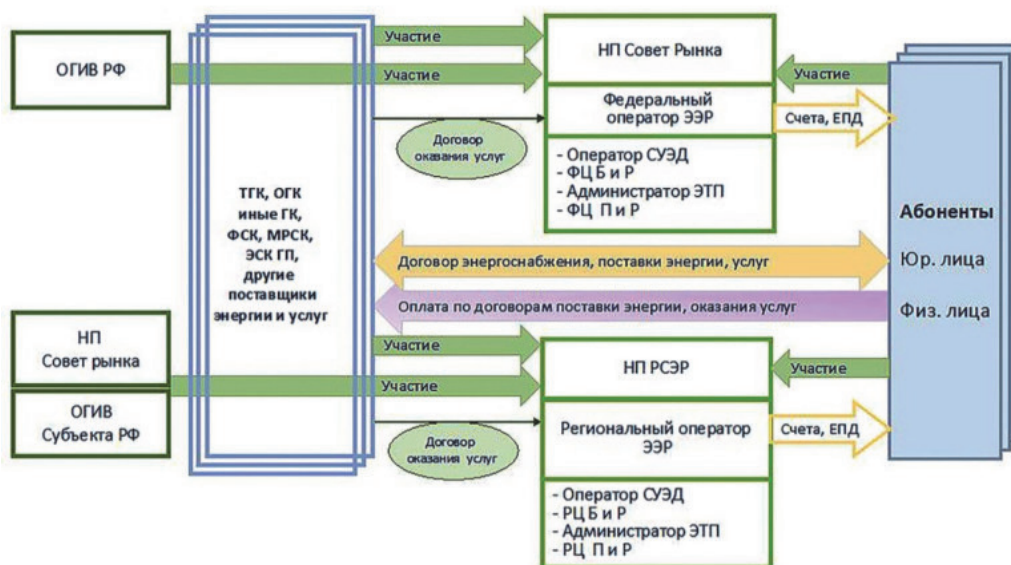 ОГИВ РФ
НП
Совет рынка
ОГИВ
Субъекта РФ
ТГК, ОГК
иные ГК,
ФСК, МРСК,
ЭСК ГП,
другие
поставщики
энергии и услуг
Участие
Участие
Договор
оказания услуг
НП Совет Рынка
Федеральный
оператор ЭЭР
- Оператор СУЭД
- ФЦ Б и Р
- Администратор ЭТП
- ФЦ П и Р
Участие
Счета, ЕПД
Договор энергоснабжения, поставки энергии, услуг
Оплата по договорам поставки энергии, оказания услуг
Участие
Участие
Договор
оказания услуг
НП РСЭР
Региональный оператор
ЭЭР
- Оператор СУЭД
- РЦ Б и Р
- Администратор ЭТП
- РЦ П и Р
Участие
Счета, ЕПД
Абоненты
Юр. лица
Физ. лица